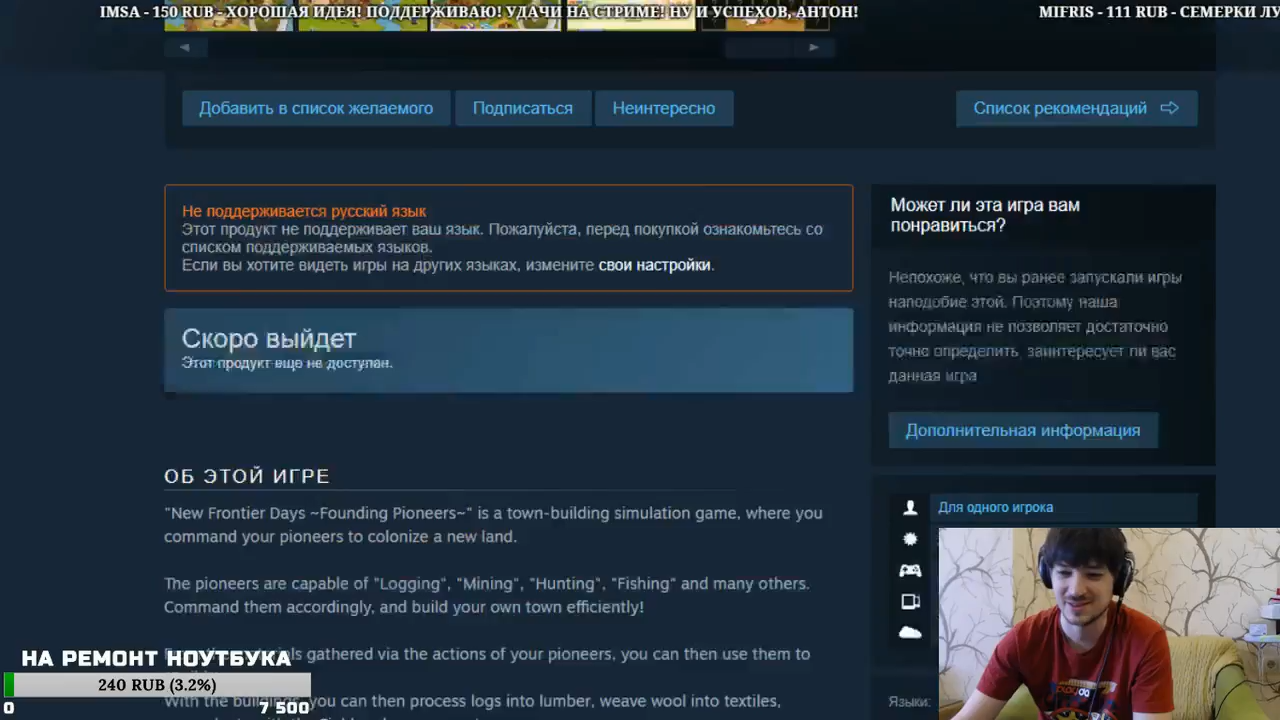 IMSA - 150 RUB - ХОРОШАЯ ИДЕЯ! ПОДДЕРЖИВАЮ! УДАЧИ НА СТРИМЕ! НУ И УСПЕХОВ, АНТОН!
MIFRIS - 111 RUB - СЕМЕРКИ
Добавить в список желаемого
Подписаться
Неинтересно
Список рекомендаций
Не поддерживается русский язык
Этот продукт не поддерживает ваш язык. Пожалуйста, перед покупкой ознакомьтесь со
списком поддерживаемых языков.
Если вы хотите видеть игры на других языках, измените свои настройки.
Скоро выйдет
Этот продукт еще не доступен.
Может ли эта игра вам
понравиться?
Непохоже, что вы ранее запускали игры
наподобие этой. Поэтому наша
информация не позволяет достаточно
точно определить, заинтересует ли вас
данная игра
Дополнительная информация
ОБ ЭТОЙ ИГРЕ
"New Frontier Days ~Founding Pioneers~" is a town-building simulation game, where you
command your pioneers to colonize a new land.
The pioneers are capable of "Logging", "Mining", "Hunting", "Fishing" and many others.
Command them accordingly, and build your own town efficiently!
gathered via the actions of your pioneers, you can then use them to
With the buildings, you can then process logs into lumber, weave wool into textiles,
Для одного игрока
Языки:
НА РЕМОНТ НОУТБУКА
240 RUB (3.2%)
0
7 500